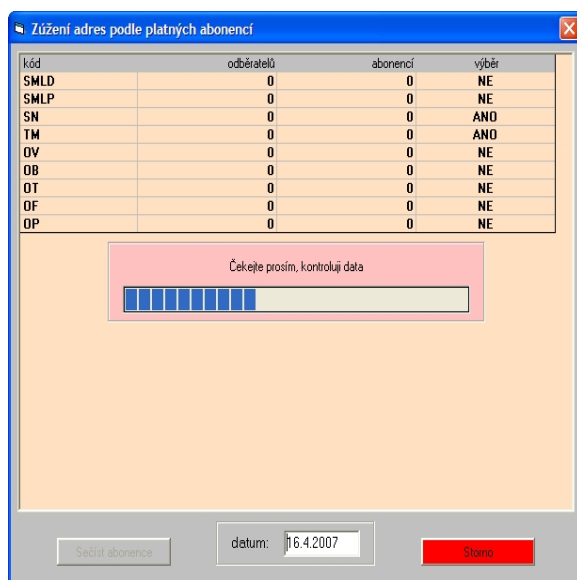 Zúžení adres podle platných abonencí
kód odběratelů abonencí výběr
SMLD 0 0 NE
SMLP 0 0 NE
SN 0 0 ANO
TM 0 0 ANO
OV 0 0 NE
OB 0 0 NE
OT 0 0 NE
OF 0 0 NE
OP 0 0 NE
Čekejte prosím, kontroluji data
Sečíst abonence datum: 16.4.2007 Storno